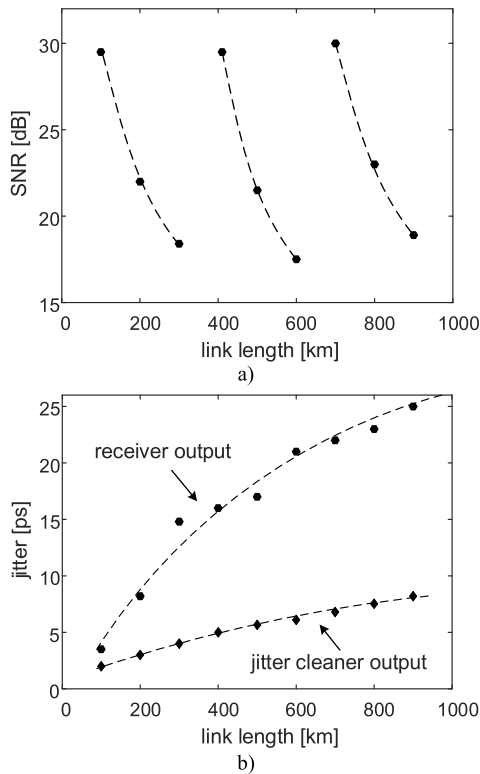 30
25
20
15
SNR [dB]
0 200 400 600 800 1000
link length [km]
a)
25
20
15
10
5
0
jitter [ps]
receiver output
jitter cleaner output
0 200 400 600 800 1000
link length [km]
b)